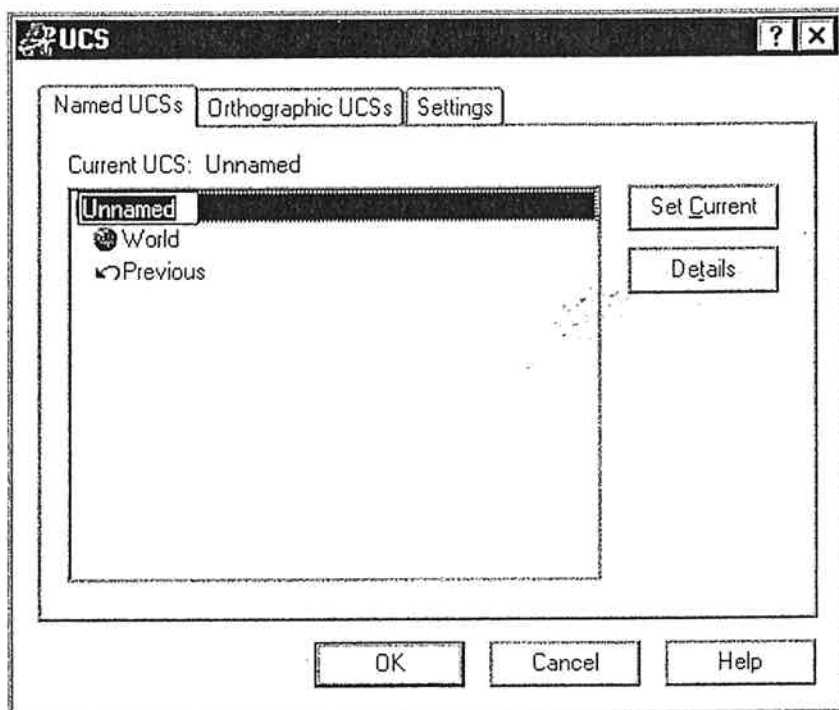 UCS
Named UCSs Orthographic UCSs Settings
Current UCS: Unnamed
Unnamed
World
Previous
Set Current
Details
OK Cancel Help